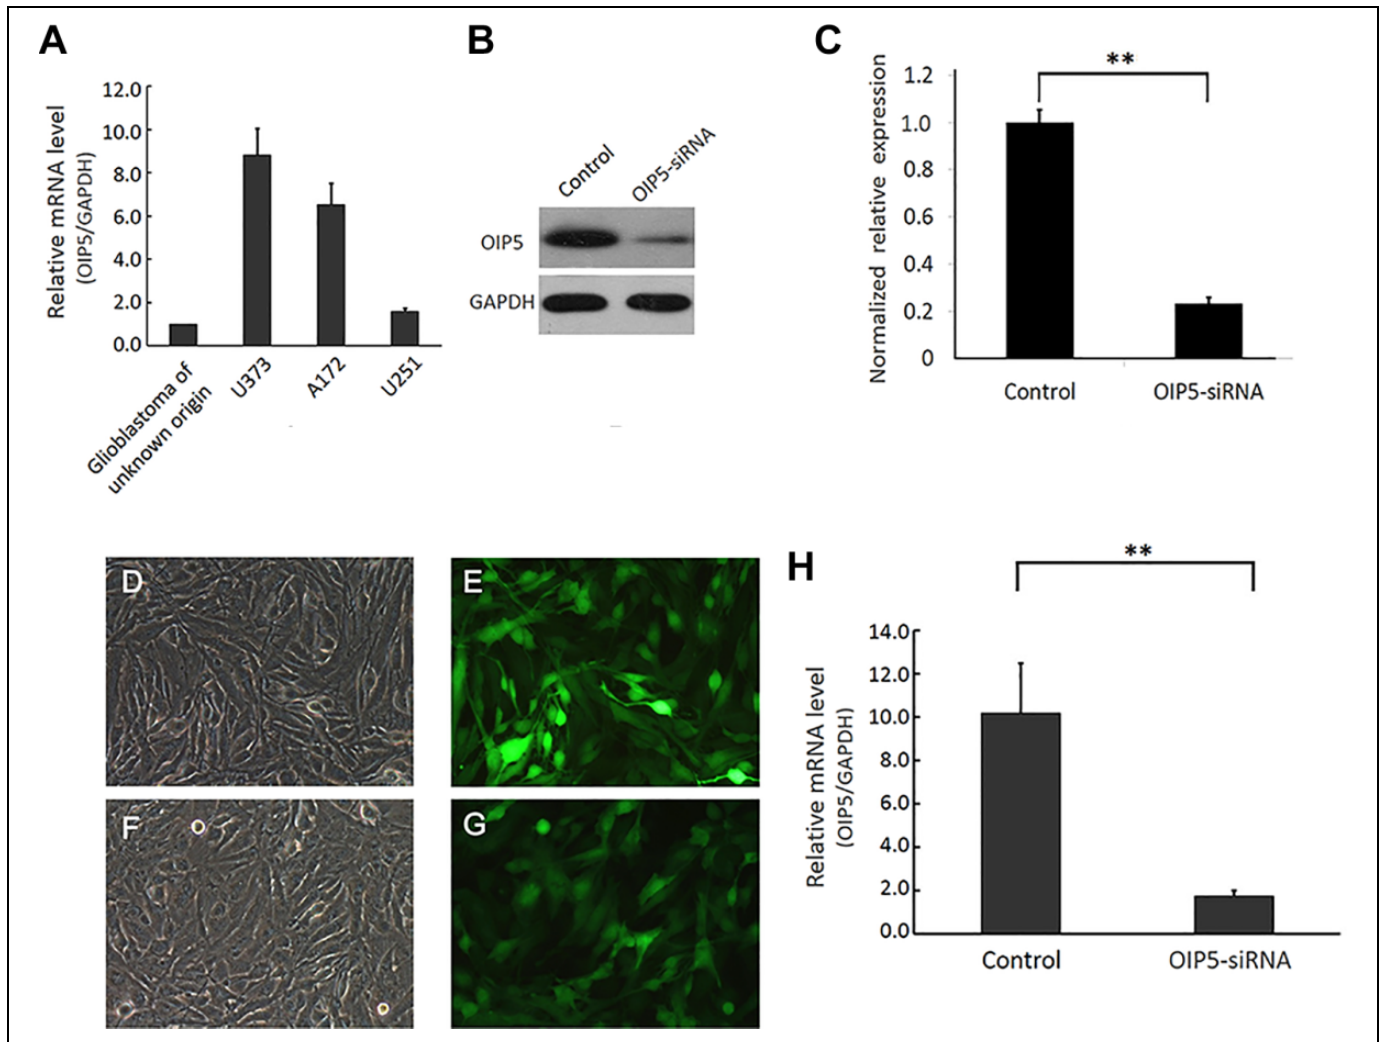 A
Relative mRNA level
(OIP5/GAPDH)
12.0
10.0
8.0
6.0
4.0
2.0
0.0
Glioblastoma of
unknown origin
U373
A172
U251
B
Control
OIP5-siRNA
OIP5
GAPDH
C
**
Normalized relative expression
1.2
1.0
0.8
0.6
0.4
0.2
0
Control
OIP5-siRNA
D
E
F
G
H
**
Relative mRNA level
(OIP5/GAPDH)
14.0
12.0
10.0
8.0
6.0
4.0
2.0
0.0
Control
OIP5-siRNA